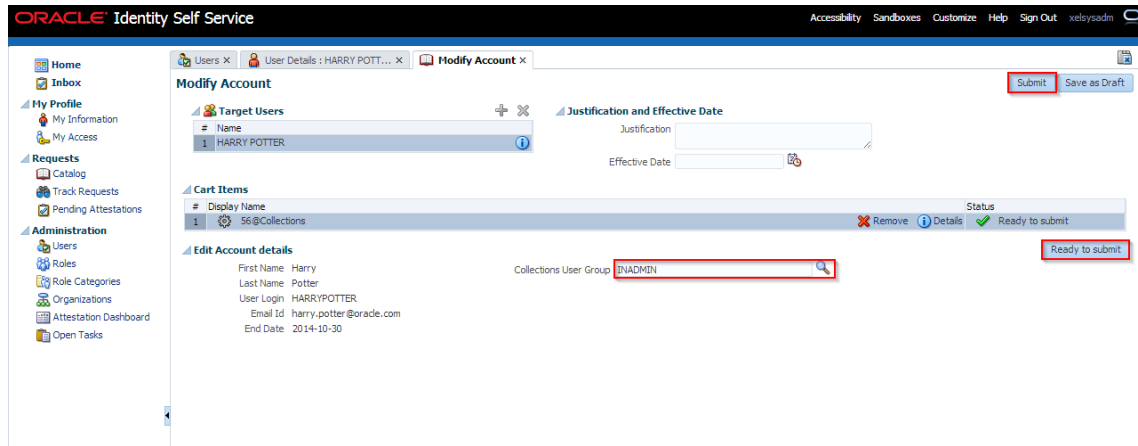 ORACLE Identity Self Service
Accessibility Sandboxes Customize Help Sign Out xelsysadm
Home
Inbox
My Profile
My Information
My Access
Requests
Catalog
Track Requests
Pending Attestations
Administration
Users
Roles
Role Categories
Organizations
Attestation Dashboard
Open Tasks
Users × User Details : HARRY POTT... × Modify Account ×
Modify Account
Submit Save as Draft
Target Users
# Name
1 HARRY POTTER
Justification and Effective Date
Justification
Effective Date
Cart Items
# Display Name Status
1 56@Collections Remove Details Ready to submit
Edit Account details
Ready to submit
First Name Harry
Last Name Potter
User Login HARRYPOTTER
Email Id harry.potter@oracle.com
End Date 2014-10-30
Collections User Group INADMIN